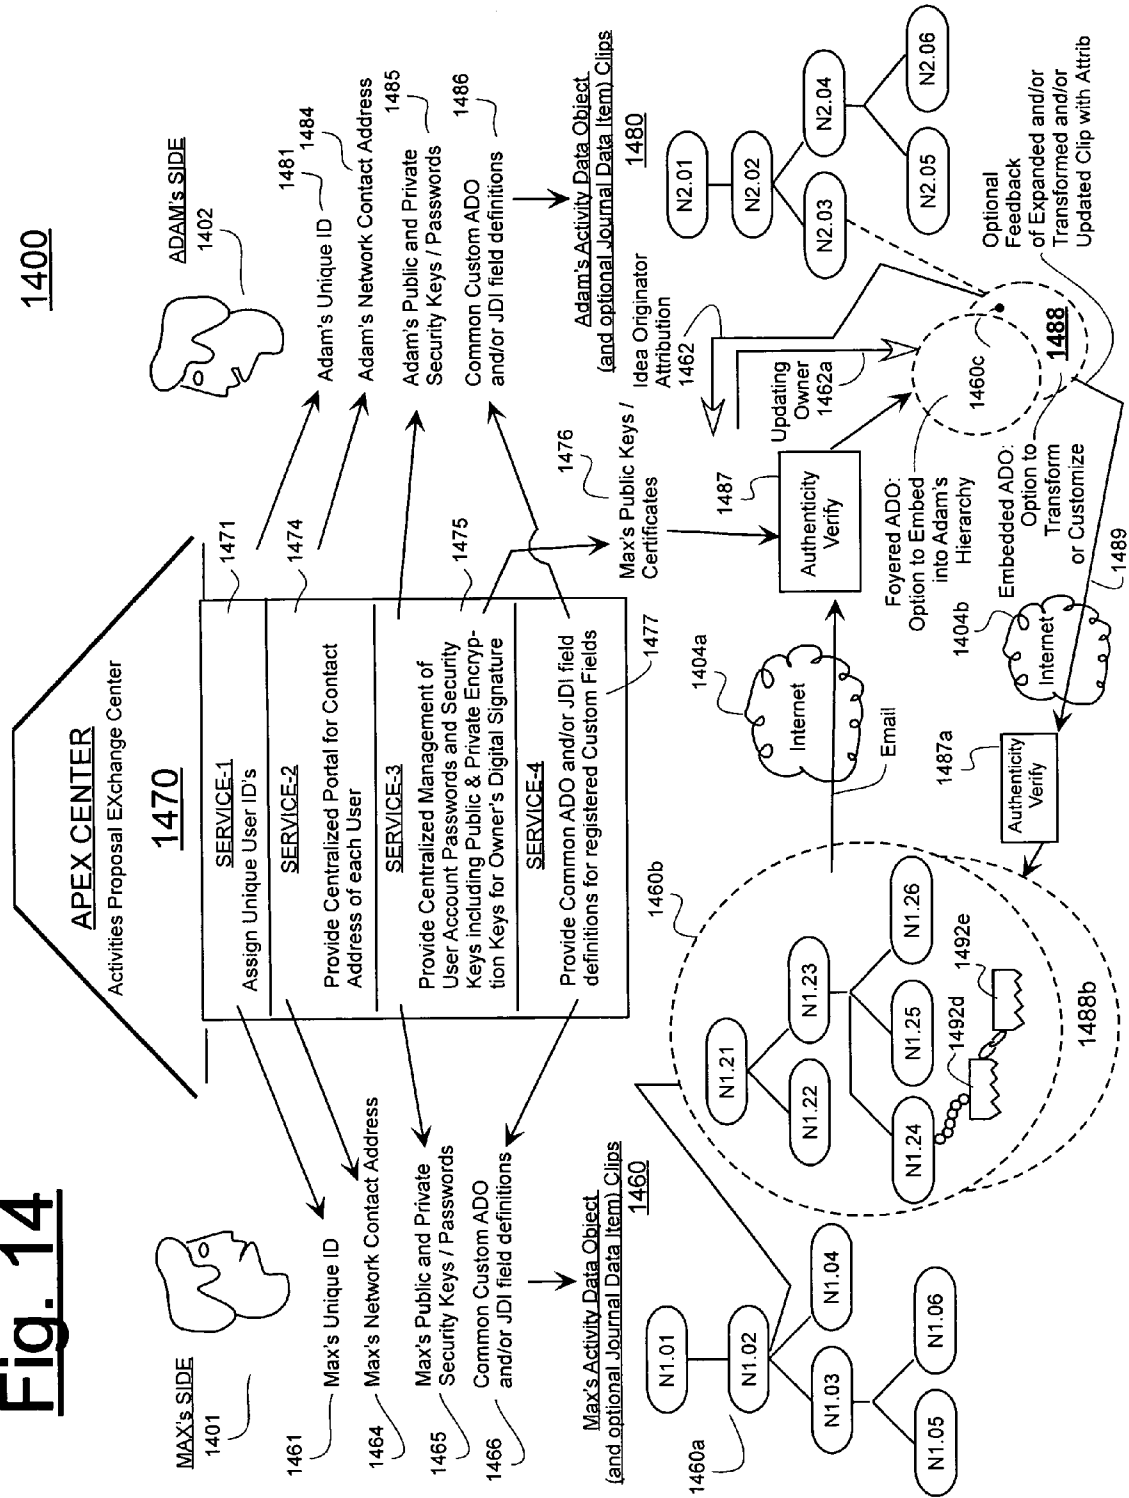 Fig. 14
1400
APEX CENTER
Activities Proposal EXchange Center
1470
MAX's SIDE
1401
ADAM's SIDE
1402
SERVICE-1
Assign Unique User ID's
1471
SERVICE-2
Provide Centralized Portal for Contact
Address of each User
1474
SERVICE-3
Provide Centralized Management of
User Account Passwords and Security
Keys including Public & Private Encryp-
tion Keys for Owner's Digital Signature
1475
SERVICE-4
Provide Common ADO and/or JDI field
definitions for registered Custom Fields
1477
1461
Max's Unique ID
1464
Max's Network Contact Address
1465
Max's Public and Private
Security Keys / Passwords
1466
Common Custom ADO
and/or JDI field definitions
Max's Activity Data Object
(and optional Journal Data Item) Clips
1460
Adam's Unique ID
1481
Adam's Network Contact Address
1484
Adam's Public and Private
Security Keys / Passwords
1485
Common Custom ADO
and/or JDI field definitions
1486
Adam's Activity Data Object
(and optional Journal Data Item) Clips
1480
Max's Public Keys /
Certificates
1476
Idea Originator
Attribution
1462
Updating
Owner
1462a
1487
Authenticity
Verify
N1.01
N1.02
N1.03
N1.04
N1.05
N1.06
1460a
1460b
N1.21
N1.22
N1.23
N1.24
N1.25
N1.26
1492d
1492e
1488b
1404a
Internet
Email
N2.01
N2.02
N2.03
N2.04
N2.05
N2.06
1460c
1488
Foyered ADO:
Option to Embed
into Adam's
Hierarchy
Embedded ADO:
Option to
Transform
or Customize
Optional
Feedback
of Expanded and/or
Transformed and/or
Updated Clip with Attrib
1404b
Internet
1489
1487a
Authenticity
Verify